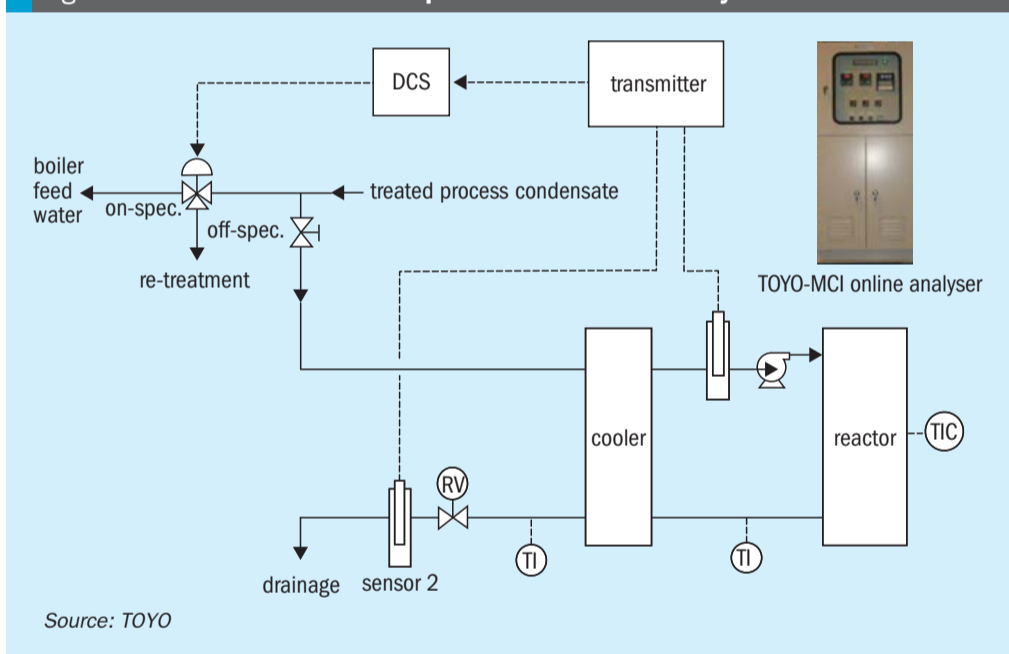 DCS
transmitter
boiler
feed
water
on-spec.
treated process condensate
off-spec.
re-treatment
TOYO-MCI online analyser
cooler
reactor
TIC
RV
TI
TI
drainage
sensor 2
Source: TOYO